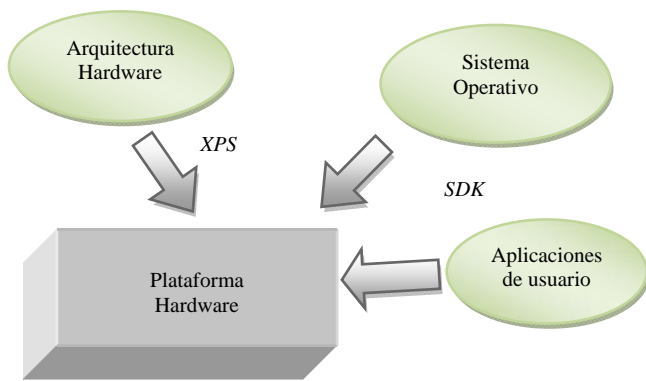 Arquitectura
Hardware
Sistema
Operativo
XPS
SDK
Aplicaciones
de usuario
Plataforma
Hardware